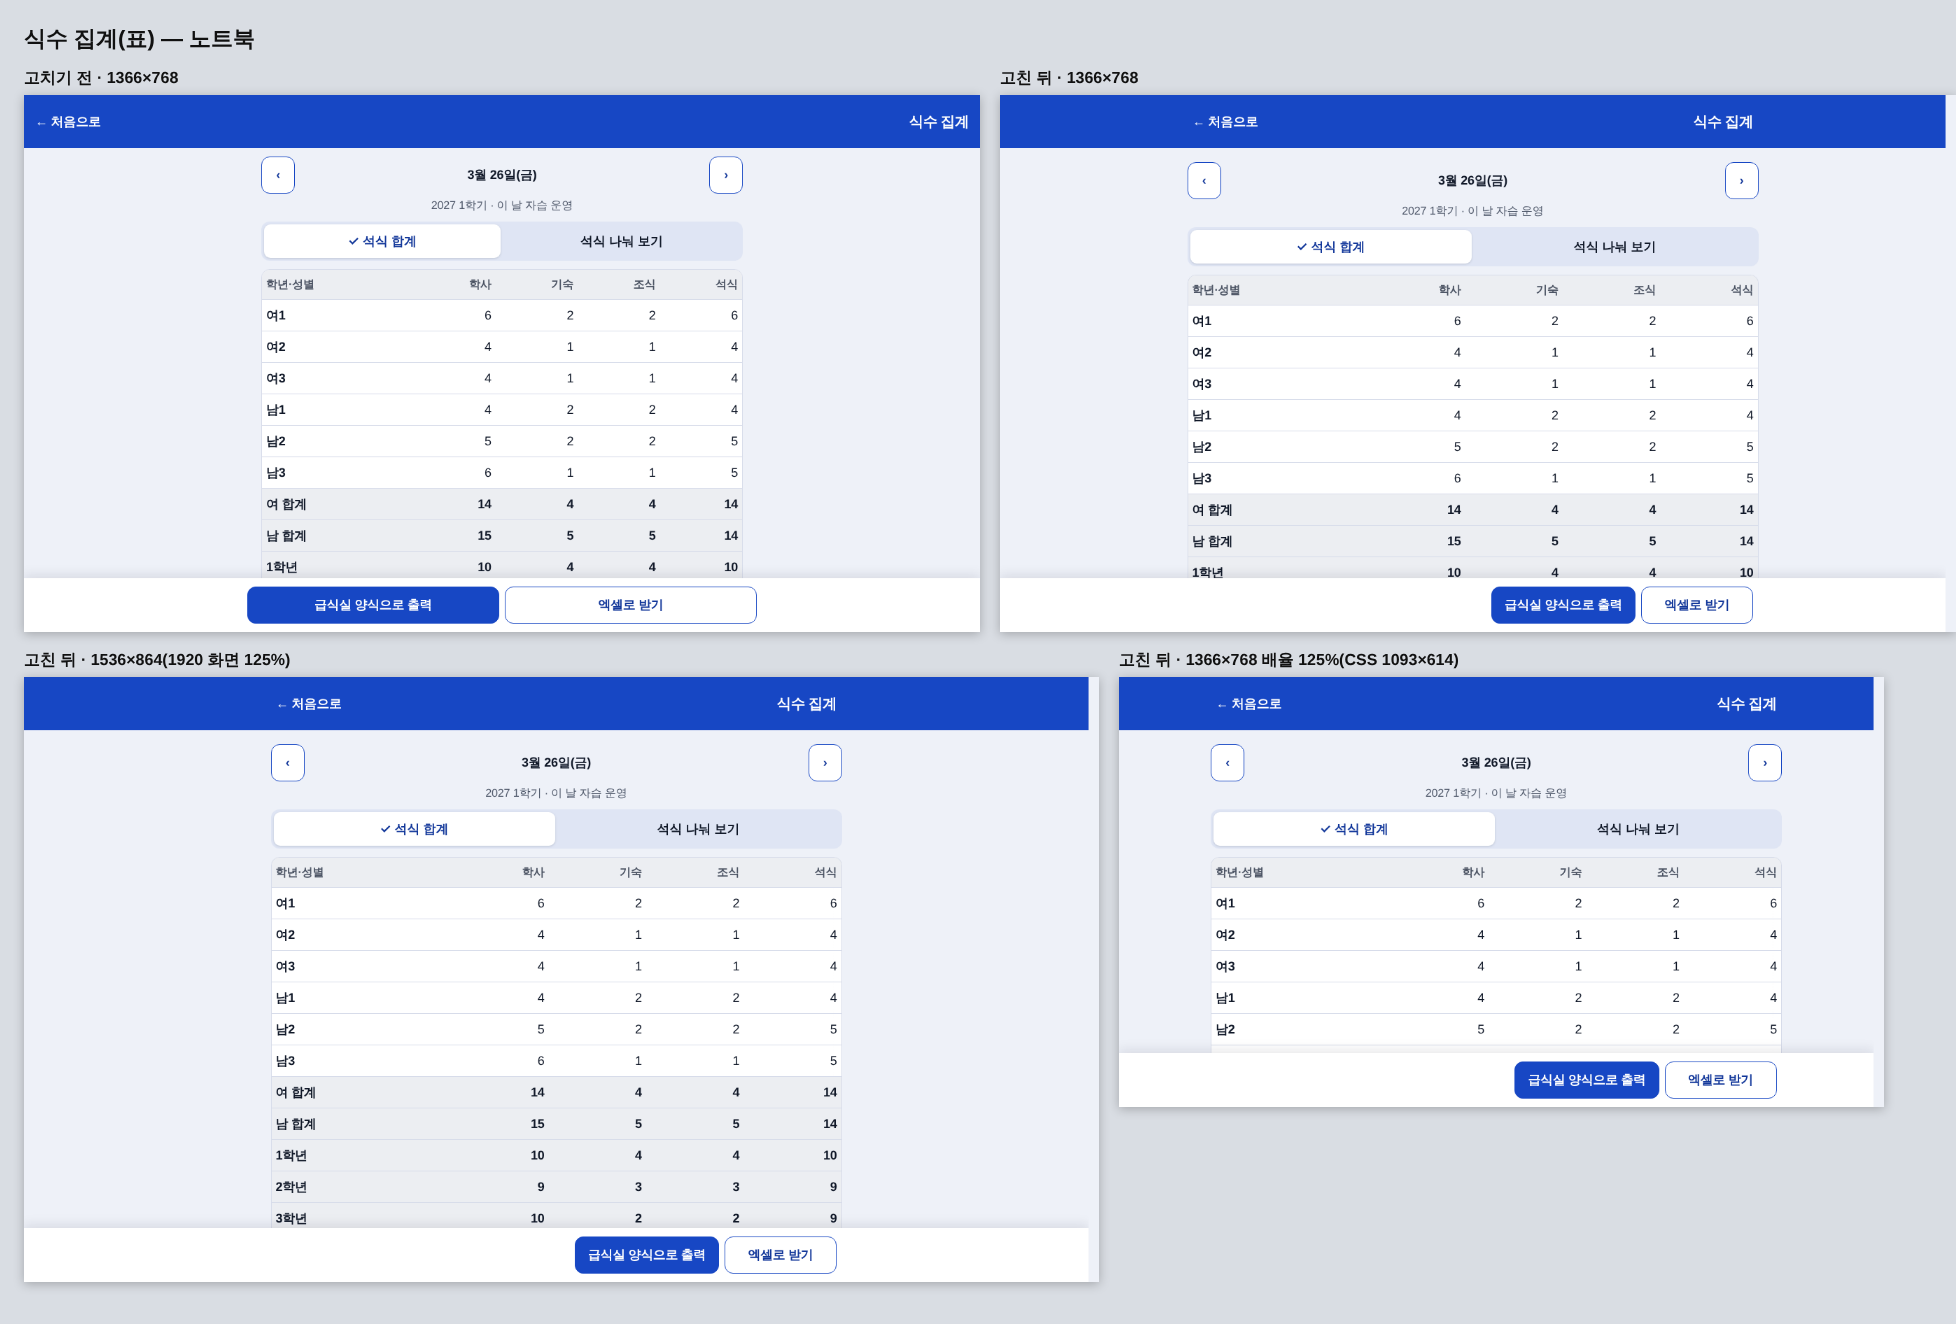 식수 집계(표) — 노트북
고치기 전 · 1366×768
← 처음으로 식수 집계
‹ 3월 26일(금) ›
2027 1학기 · 이 날 자습 운영
✓ 석식 합계 석식 나눠 보기
학년·성별 학사 기숙 조식 석식
여1 6 2 2 6
여2 4 1 1 4
여3 4 1 1 4
남1 4 2 2 4
남2 5 2 2 5
남3 6 1 1 5
여 합계 14 4 4 14
남 합계 15 5 5 14
1학년 10 4 4 10
급식실 양식으로 출력 엑셀로 받기
고친 뒤 · 1366×768
← 처음으로 식수 집계
‹ 3월 26일(금) ›
2027 1학기 · 이 날 자습 운영
✓ 석식 합계 석식 나눠 보기
학년·성별 학사 기숙 조식 석식
여1 6 2 2 6
여2 4 1 1 4
여3 4 1 1 4
남1 4 2 2 4
남2 5 2 2 5
남3 6 1 1 5
여 합계 14 4 4 14
남 합계 15 5 5 14
1학년 10 4 4 10
급식실 양식으로 출력 엑셀로 받기
고친 뒤 · 1536×864(1920 화면 125%)
← 처음으로 식수 집계
‹ 3월 26일(금) ›
2027 1학기 · 이 날 자습 운영
✓ 석식 합계 석식 나눠 보기
학년·성별 학사 기숙 조식 석식
여1 6 2 2 6
여2 4 1 1 4
여3 4 1 1 4
남1 4 2 2 4
남2 5 2 2 5
남3 6 1 1 5
여 합계 14 4 4 14
남 합계 15 5 5 14
1학년 10 4 4 10
2학년 9 3 3 9
3학년 10 2 2 9
급식실 양식으로 출력 엑셀로 받기
고친 뒤 · 1366×768 배율 125%(CSS 1093×614)
← 처음으로 식수 집계
‹ 3월 26일(금) ›
2027 1학기 · 이 날 자습 운영
✓ 석식 합계 석식 나눠 보기
학년·성별 학사 기숙 조식 석식
여1 6 2 2 6
여2 4 1 1 4
여3 4 1 1 4
남1 4 2 2 4
남2 5 2 2 5
급식실 양식으로 출력 엑셀로 받기